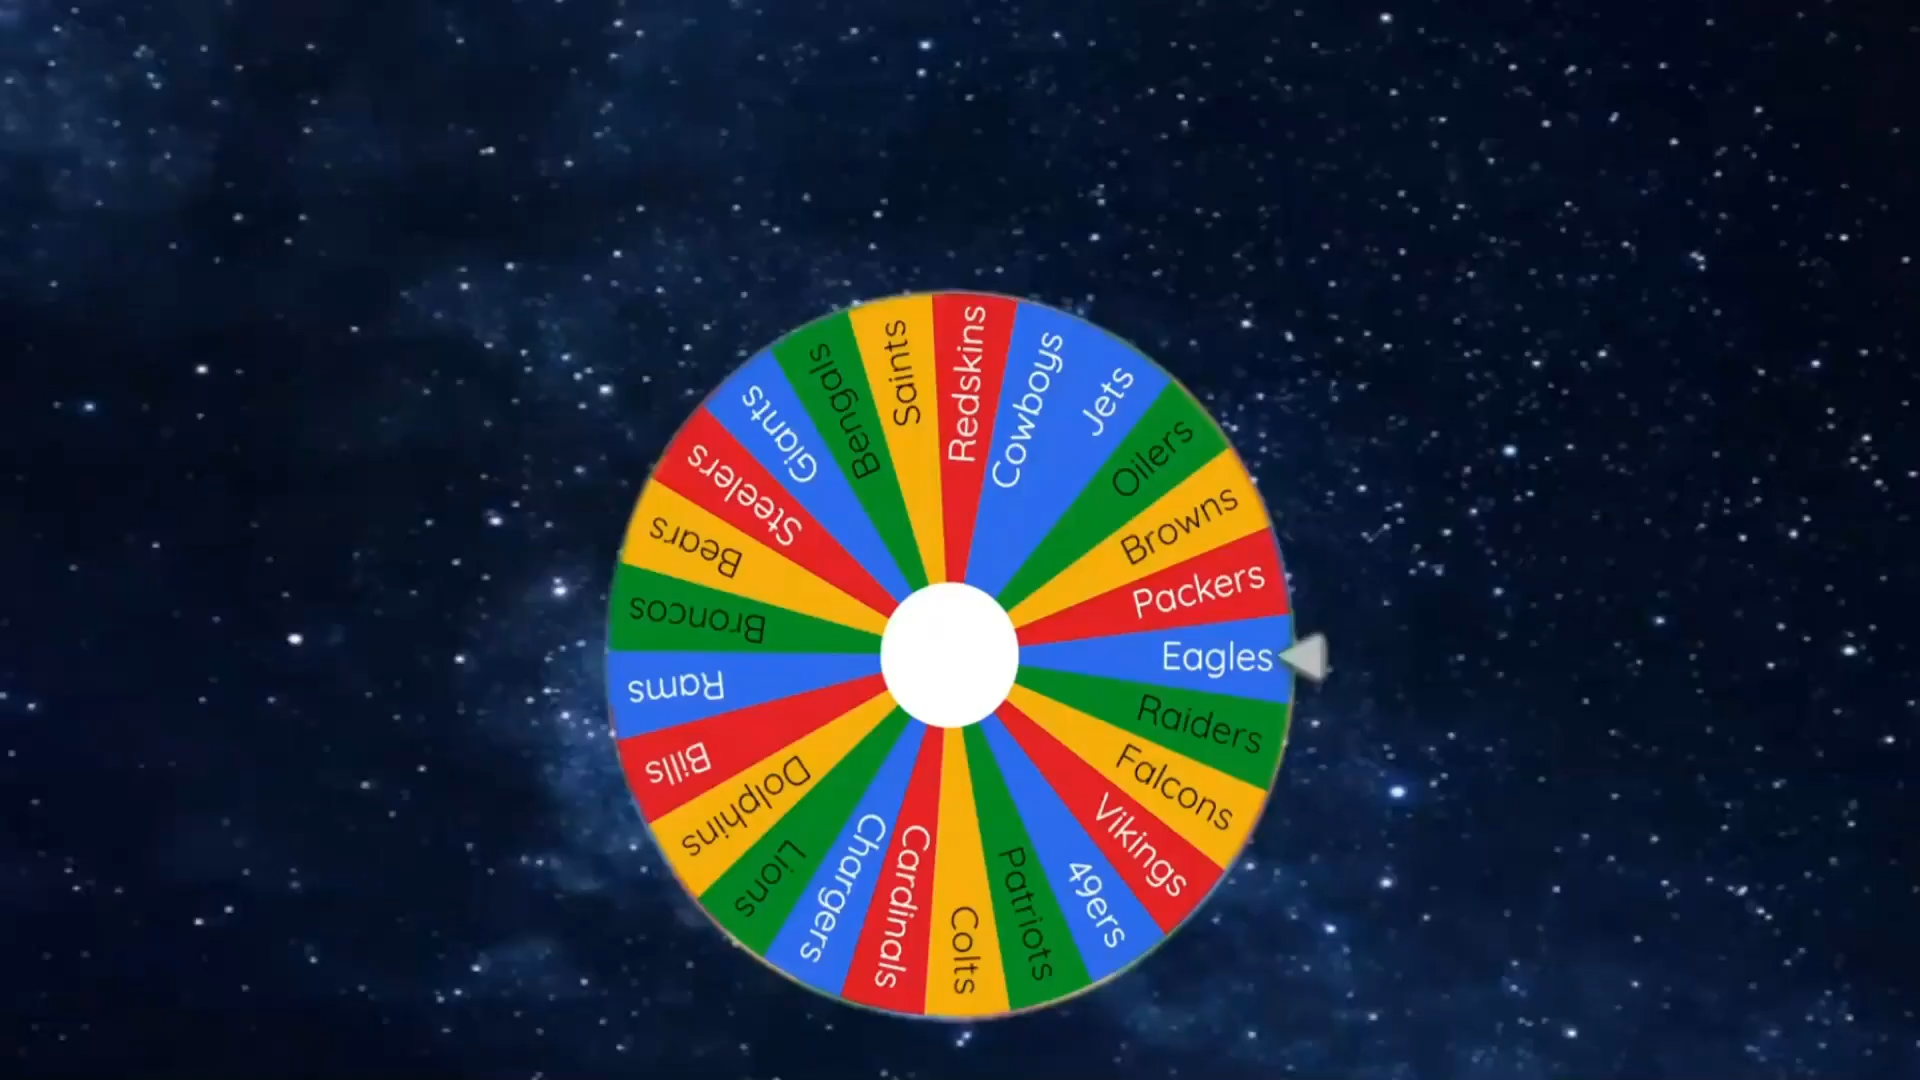 Redskins
Cowboys
Jets
Oilers
Browns
Packers
Eagles
Raiders
Falcons
Vikings
49ers
Patriots
Colts
Cardinals
Chargers
Lions
Dolphins
Bills
Rams
Broncos
Bears
Steelers
Giants
Bengals
Saints